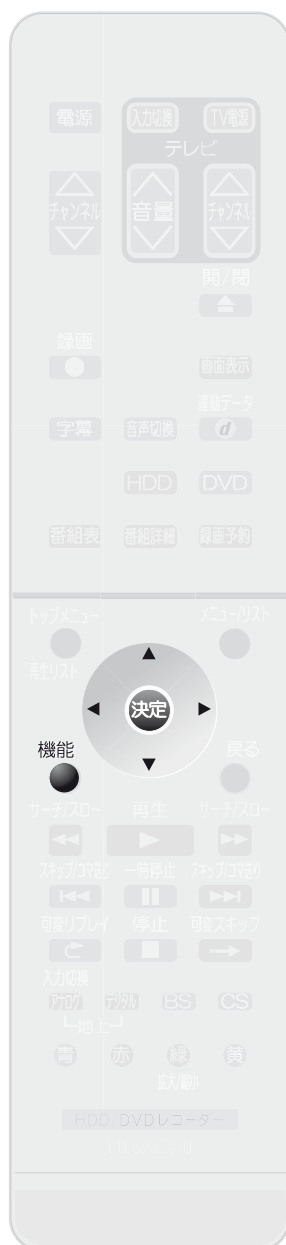 電源 入力切換 TV電源
テレビ
チャンネル 音量 チャンネル
開/閉
録画
画面表示
連動データ
字幕 音声切換 d
HDD DVD
番組表 番組詳細 録画予約
トップメニュー メニュー/リスト
再生リスト
決定
機能 戻る
サーチ/スロー 再生 サーチ/スロー
スキップ/コマ送り 一時停止 スキップ/コマ送り
可変リプレイ 停止 可変スキップ
入力切換
アナログ デジタル BS CS
地上
青 赤 緑 黄
拡大/縮小
HDD/DVDレコーダー